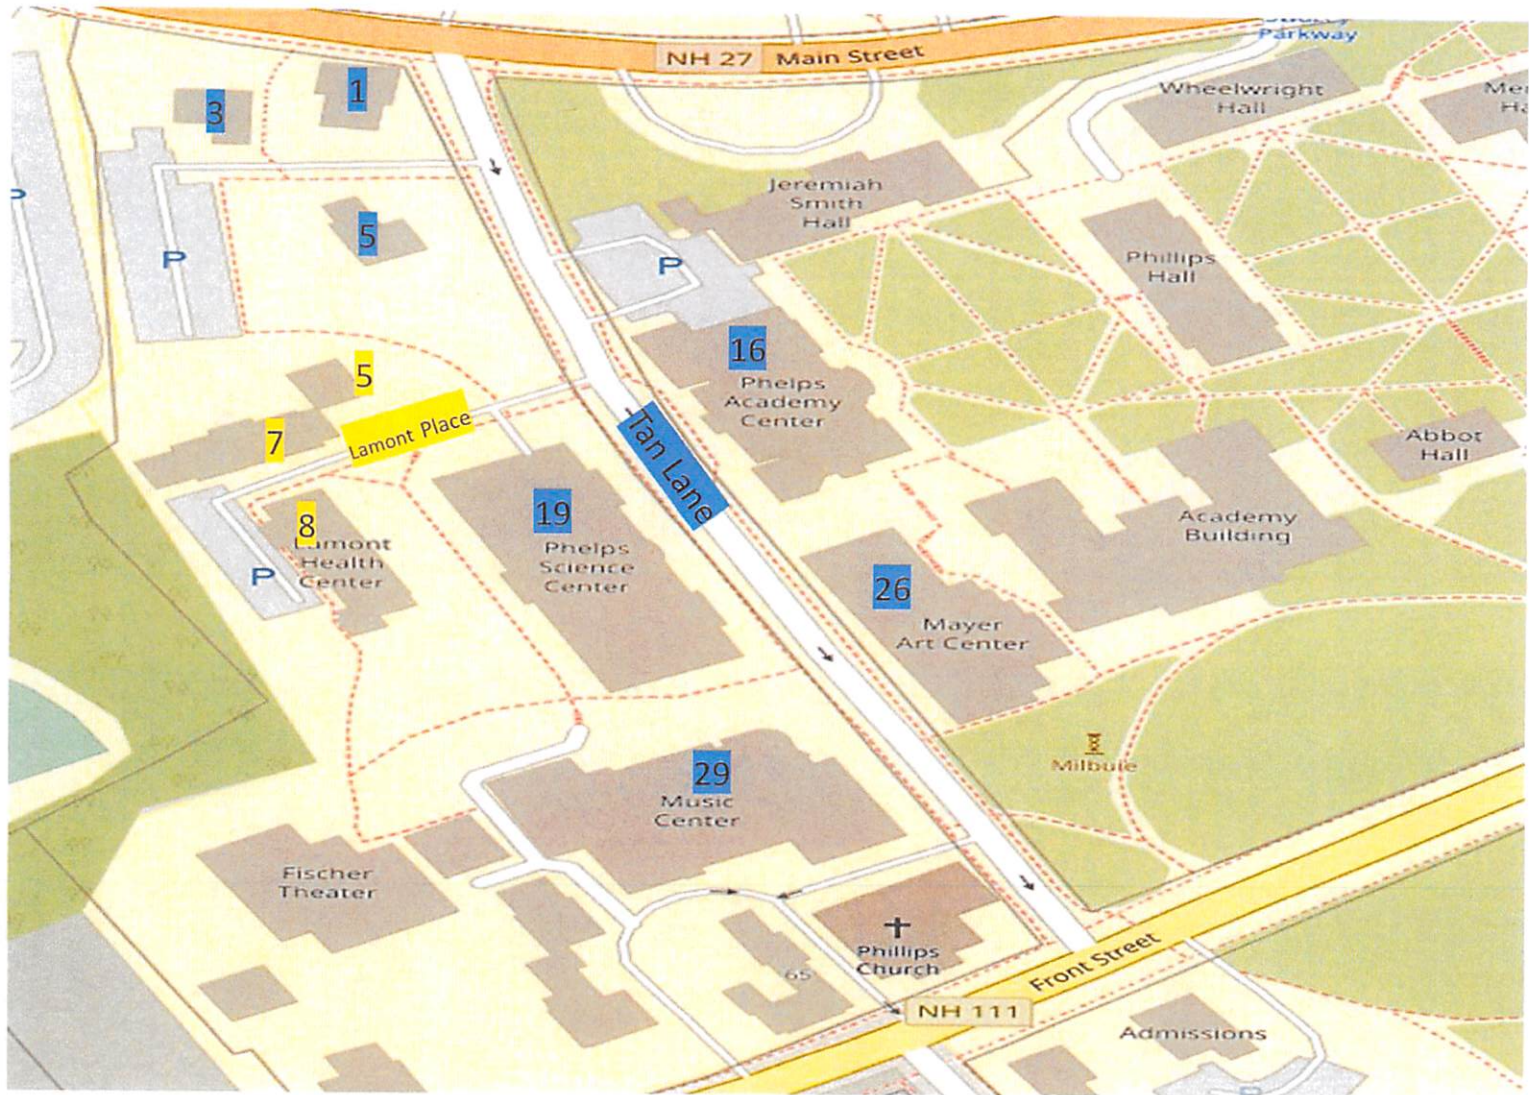 Parkway
NH 27 Main Street
Wheelwright
Hall
1
3
Jeremiah
Smith
Hall
P
5
P
P
Phillips
Hall
16
Phelps
Academy
Center
5
Lamont Place
7
Tan Lane
Abbot
Hall
8
Lamont
Health
Center
P
19
Phelps
Science
Center
Academy
Building
26
Mayer
Art Center
29
Music
Center
Milbuie
Fischer
Theater
Phillips
Church
65
Front Street
NH 111
Admissions
P